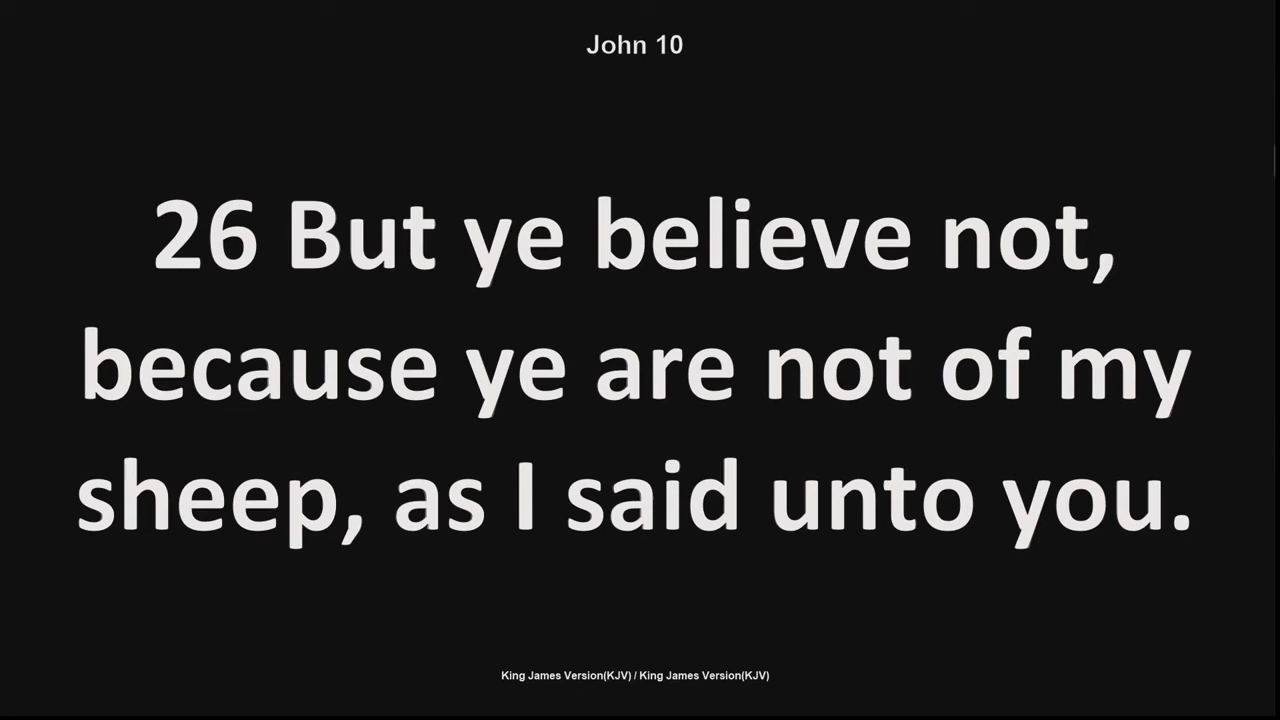 John 10
26 But ye believe not,
because ye are not of my
sheep, as I said unto you.
King James Version(KJV) / King James Version(KJV)